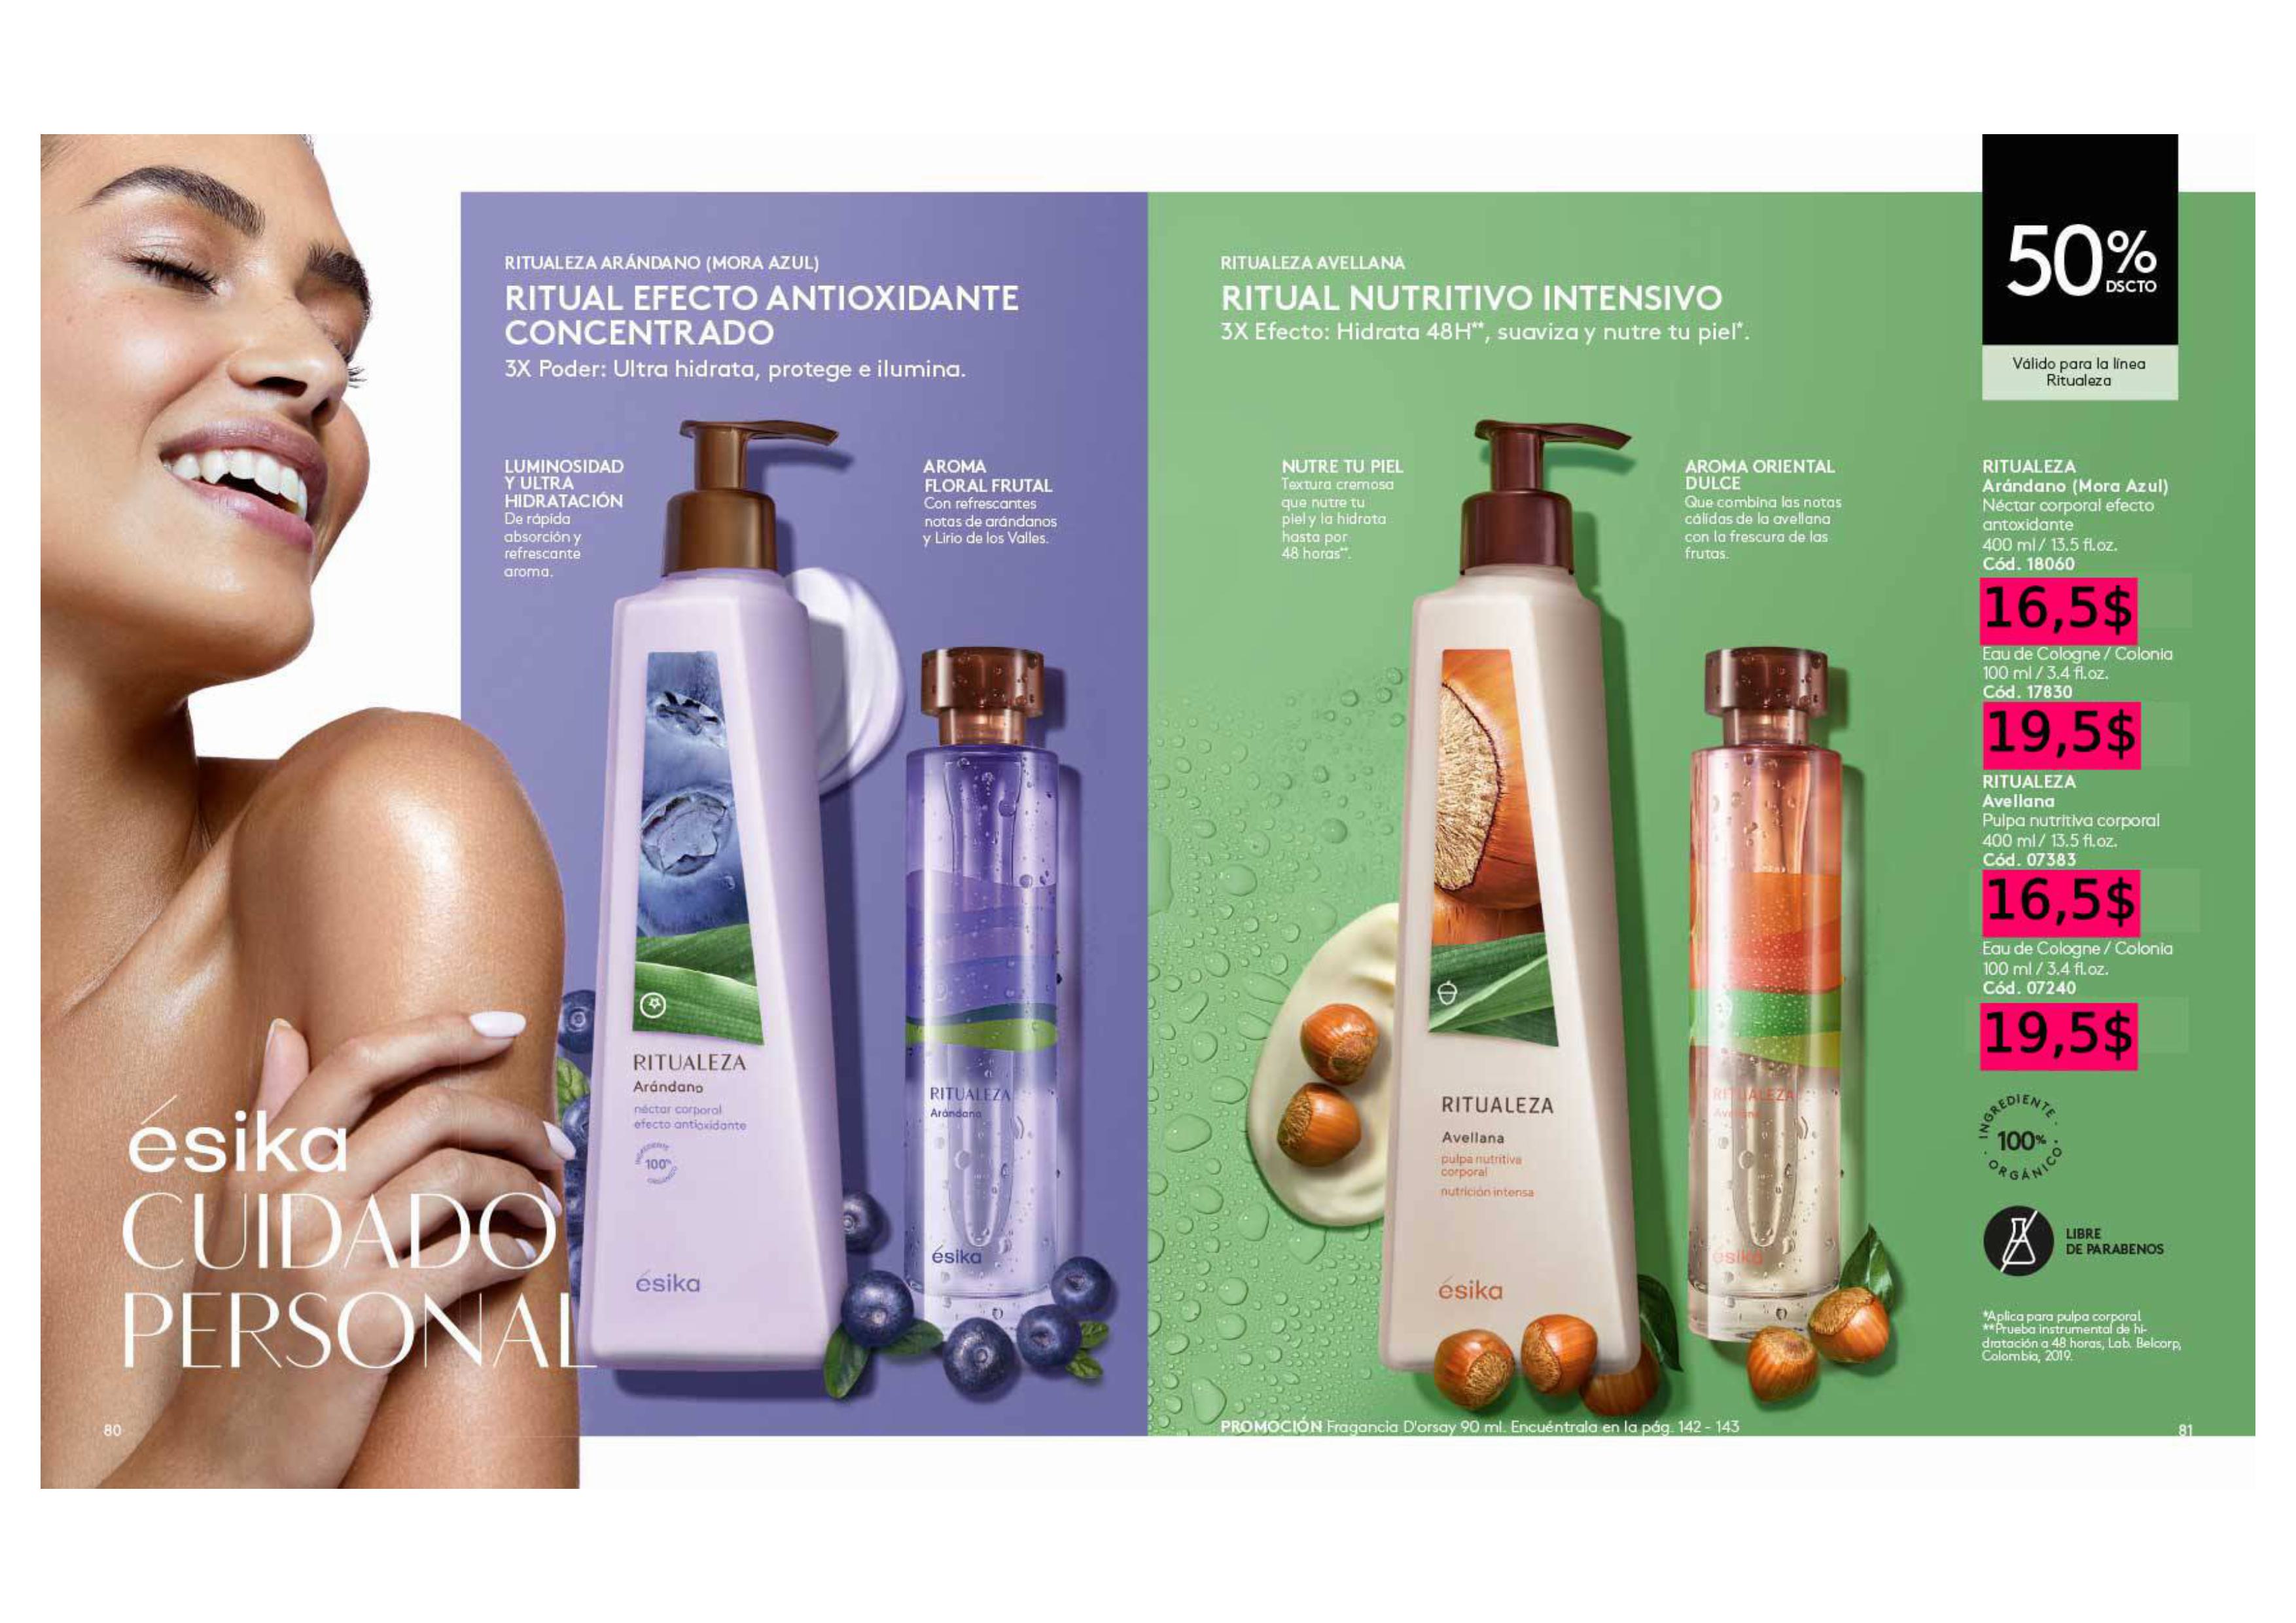 ésika
CUIDADO
PERSONAL
80
RITUALEZA ARÁNDANO (MORA AZUL)
RITUAL EFECTO ANTIOXIDANTE
CONCENTRADO
3X Poder: Ultra hidrata, protege e ilumina.
LUMINOSIDAD
Y ULTRA
HIDRATACIÓN
De rápida
absorción y
refrescante
aroma.
AROMA
FLORAL FRUTAL
Con refrescantes
notas de arándanos
y Lirio de los Valles.
RITUALEZA
Arándano
néctar corporal
efecto antioxidante
INGREDIENTE
100%
ORGÁNICO
ésika
RITUALEZA
Arándano
ésika
RITUALEZA AVELLANA
RITUAL NUTRITIVO INTENSIVO
3X Efecto: Hidrata 48H**, suaviza y nutre tu piel*.
NUTRE TU PIEL
Textura cremosa
que nutre tu
piel y la hidrata
hasta por
48 horas**.
AROMA ORIENTAL
DULCE
Que combina las notas
cálidas de la avellana
con la frescura de las
frutas.
RITUALEZA
Avellana
pulpa nutritiva
corporal
nutrición intensa
ésika
RITUALEZA
Avellana
ésika
PROMOCIÓN Fragancia D'orsay 90 ml. Encuéntrala en la pág. 142 - 143
50%
DSCTO
Válido para la línea
Ritualeza
RITUALEZA
Arándano (Mora Azul)
Néctar corporal efecto
antoxidante
400 ml / 13.5 fl.oz.
Cód. 18060
16,5$
Eau de Cologne / Colonia
100 ml / 3.4 fl.oz.
Cód. 17830
19,5$
RITUALEZA
Avellana
Pulpa nutritiva corporal
400 ml / 13.5 fl.oz.
Cód. 07383
16,5$
Eau de Cologne / Colonia
100 ml / 3.4 fl.oz.
Cód. 07240
19,5$
INGREDIENTE
100%
ORGÁNICO
LIBRE
DE PARABENOS
*Aplica para pulpa corporal.
**Prueba instrumental de hi-
dratación a 48 horas, Lab. Belcorp,
Colombia, 2019.
81